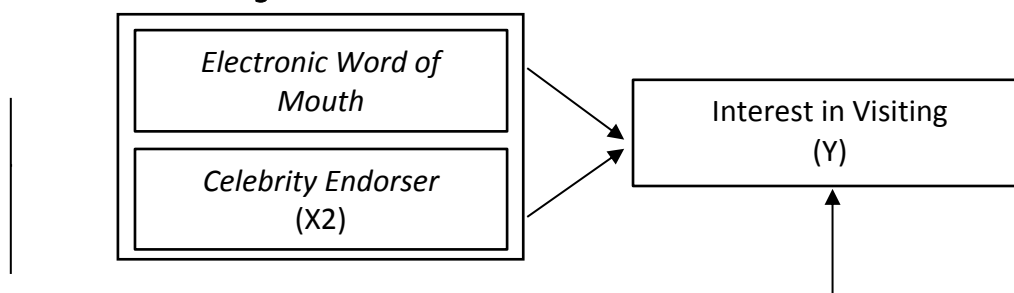 Electronic Word of
Mouth
Interest in Visiting
(Y)
Celebrity Endorser
(X2)